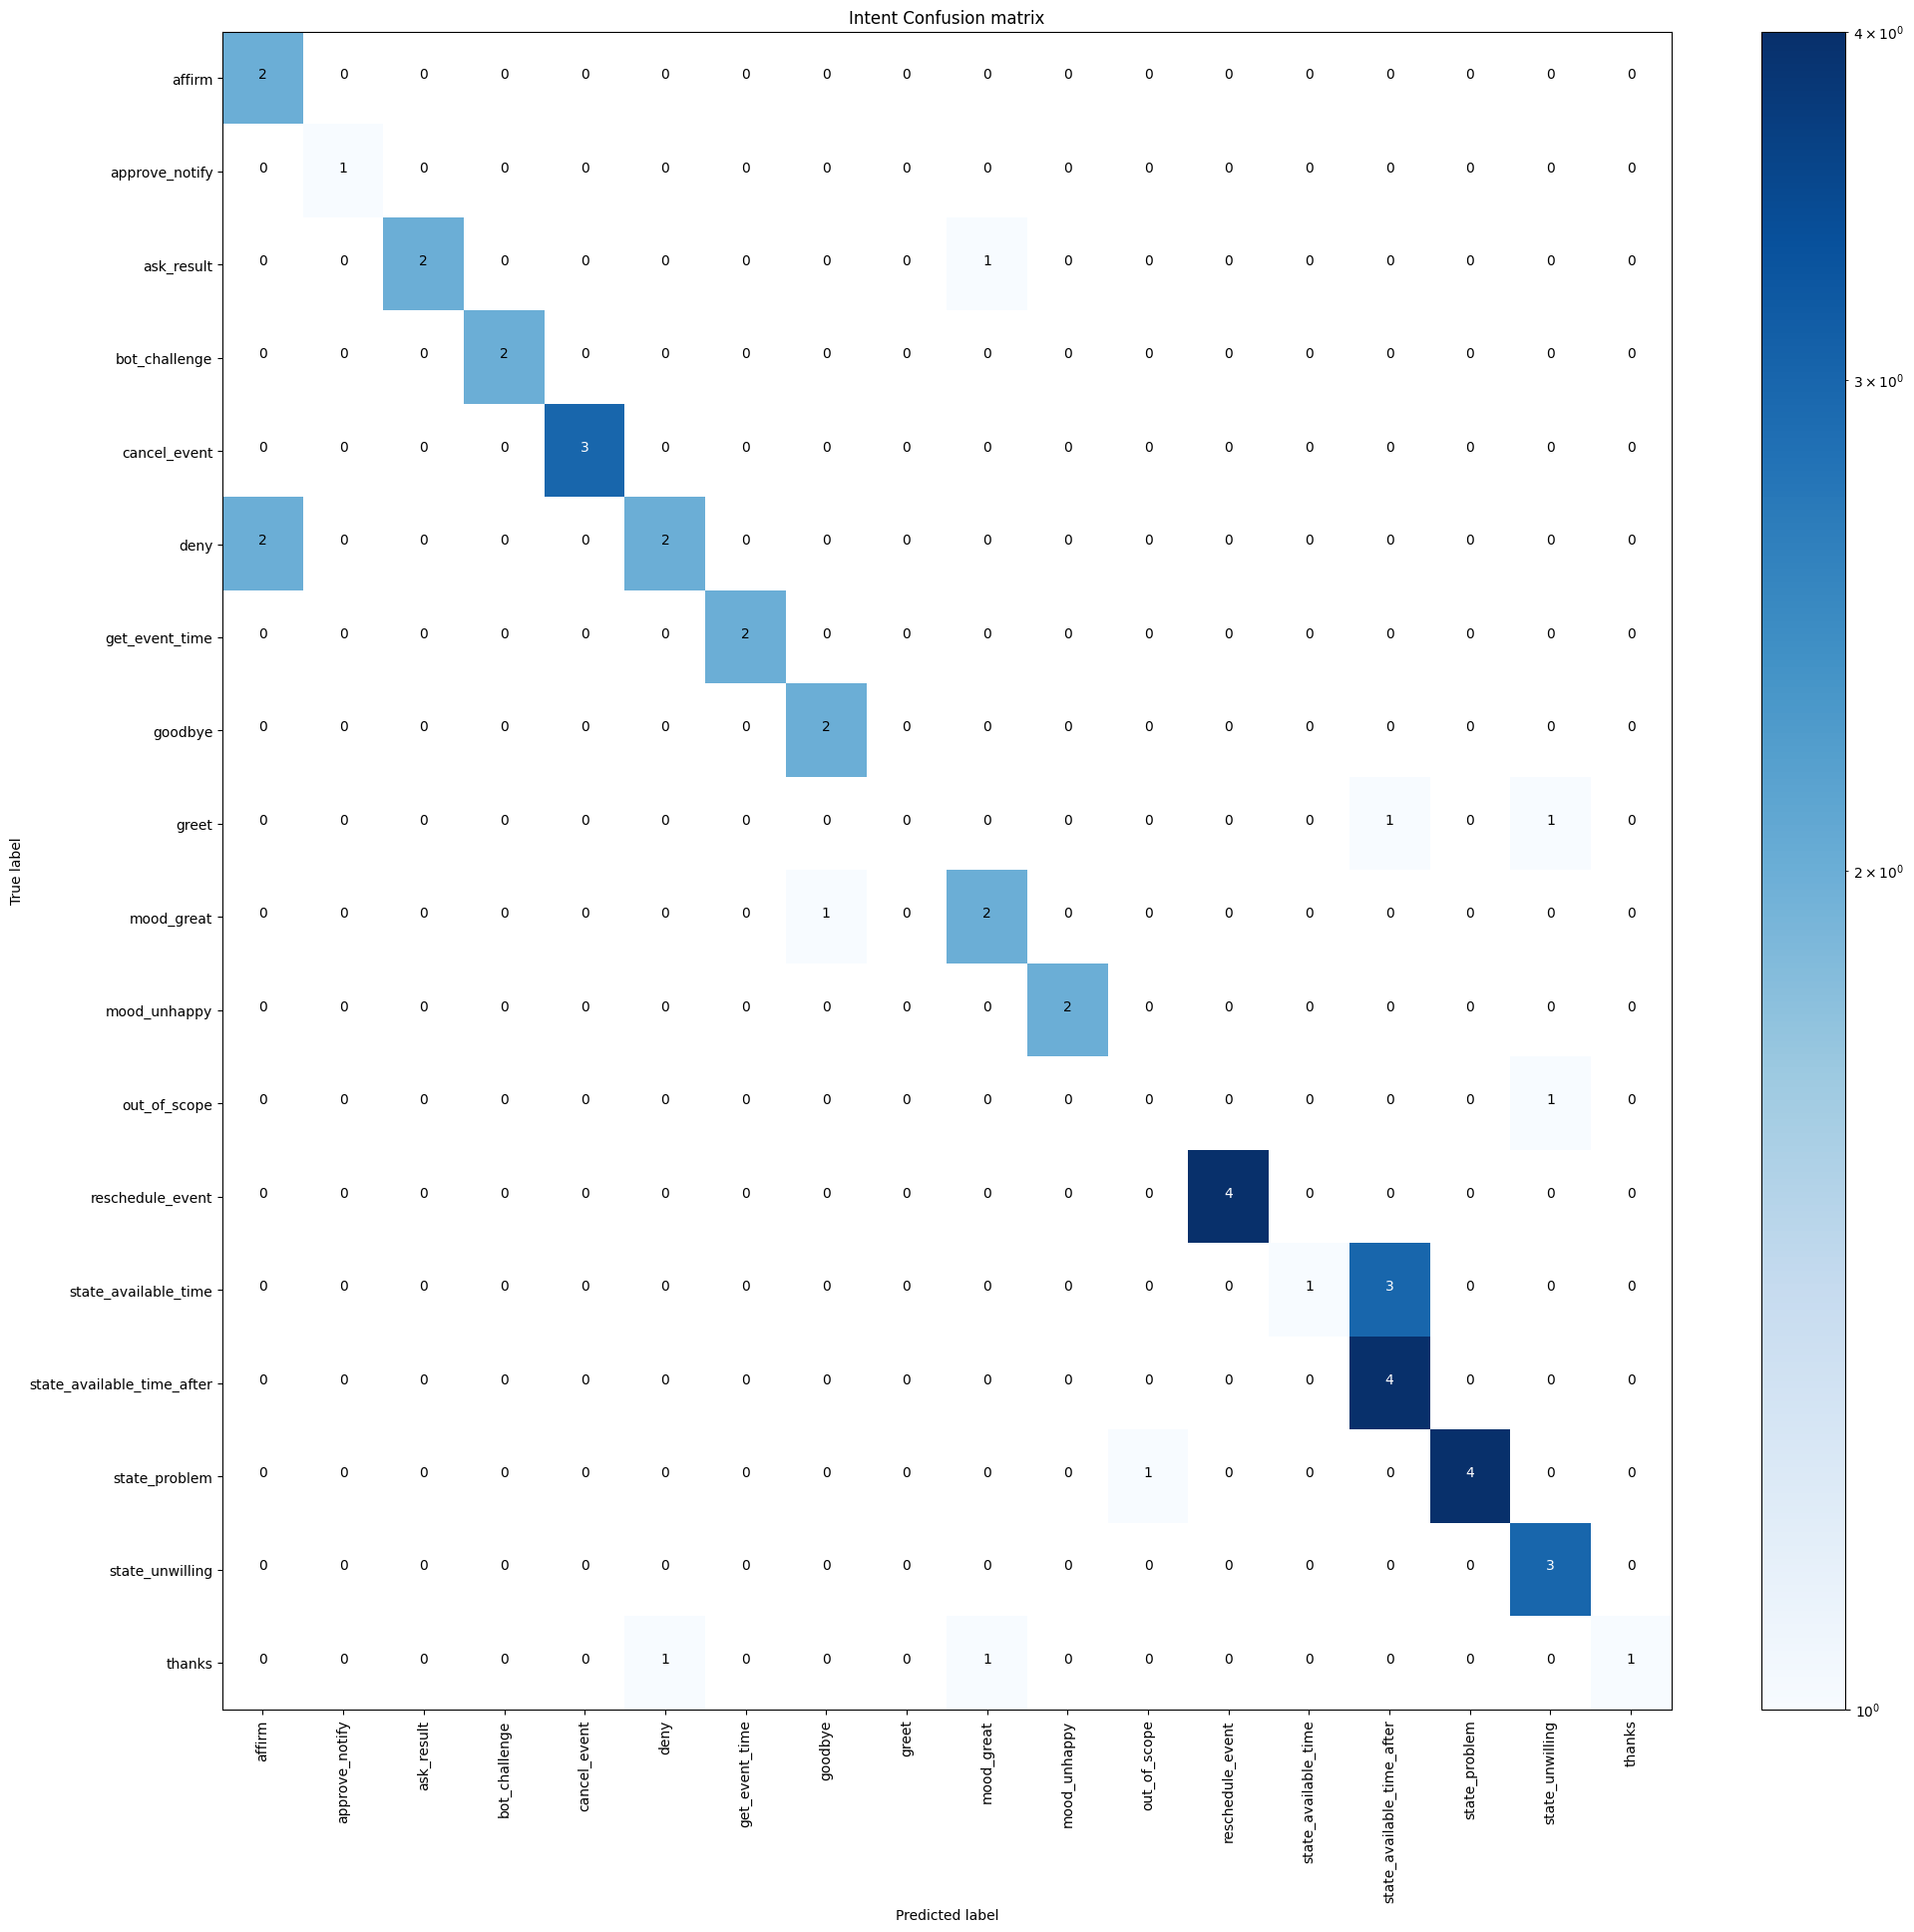 Intent Confusion matrix
affirm 2 0 0 0 0 0 0 0 0 0 0 0 0 0 0 0 0 0
approve_notify 0 1 0 0 0 0 0 0 0 0 0 0 0 0 0 0 0 0
ask_result 0 0 2 0 0 0 0 0 0 1 0 0 0 0 0 0 0 0
bot_challenge 0 0 0 2 0 0 0 0 0 0 0 0 0 0 0 0 0 0
cancel_event 0 0 0 0 3 0 0 0 0 0 0 0 0 0 0 0 0 0
deny 2 0 0 0 0 2 0 0 0 0 0 0 0 0 0 0 0 0
get_event_time 0 0 0 0 0 0 2 0 0 0 0 0 0 0 0 0 0 0
goodbye 0 0 0 0 0 0 0 2 0 0 0 0 0 0 0 0 0 0
greet 0 0 0 0 0 0 0 0 0 0 0 0 0 0 1 0 1 0
mood_great 0 0 0 0 0 0 0 1 0 2 0 0 0 0 0 0 0 0
mood_unhappy 0 0 0 0 0 0 0 0 0 0 2 0 0 0 0 0 0 0
out_of_scope 0 0 0 0 0 0 0 0 0 0 0 0 0 0 0 0 1 0
reschedule_event 0 0 0 0 0 0 0 0 0 0 0 0 4 0 0 0 0 0
state_available_time 0 0 0 0 0 0 0 0 0 0 0 0 0 1 3 0 0 0
state_available_time_after 0 0 0 0 0 0 0 0 0 0 0 0 0 0 4 0 0 0
state_problem 0 0 0 0 0 0 0 0 0 0 0 1 0 0 0 4 0 0
state_unwilling 0 0 0 0 0 0 0 0 0 0 0 0 0 0 0 0 3 0
thanks 0 0 0 0 0 1 0 0 0 1 0 0 0 0 0 0 0 1
True label
affirm
approve_notify
ask_result
bot_challenge
cancel_event
deny
get_event_time
goodbye
greet
mood_great
mood_unhappy
out_of_scope
reschedule_event
state_available_time
state_available_time_after
state_problem
state_unwilling
thanks
Predicted label
4 × 10⁰
3 × 10⁰
2 × 10⁰
10⁰